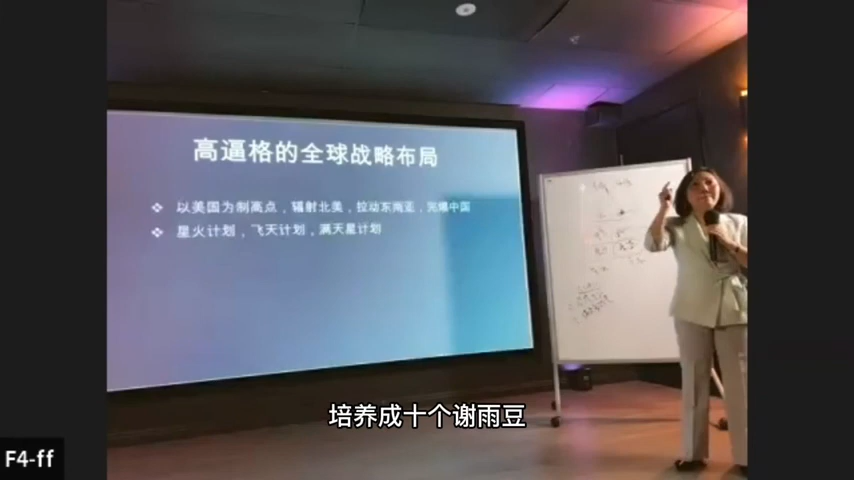 高逼格的全球战略布局
以美国为制高点，辐射北美，拉动东南亚，完爆中国
星火计划，飞天计划，满天星计划
培养成十个谢雨豆
F4-ff